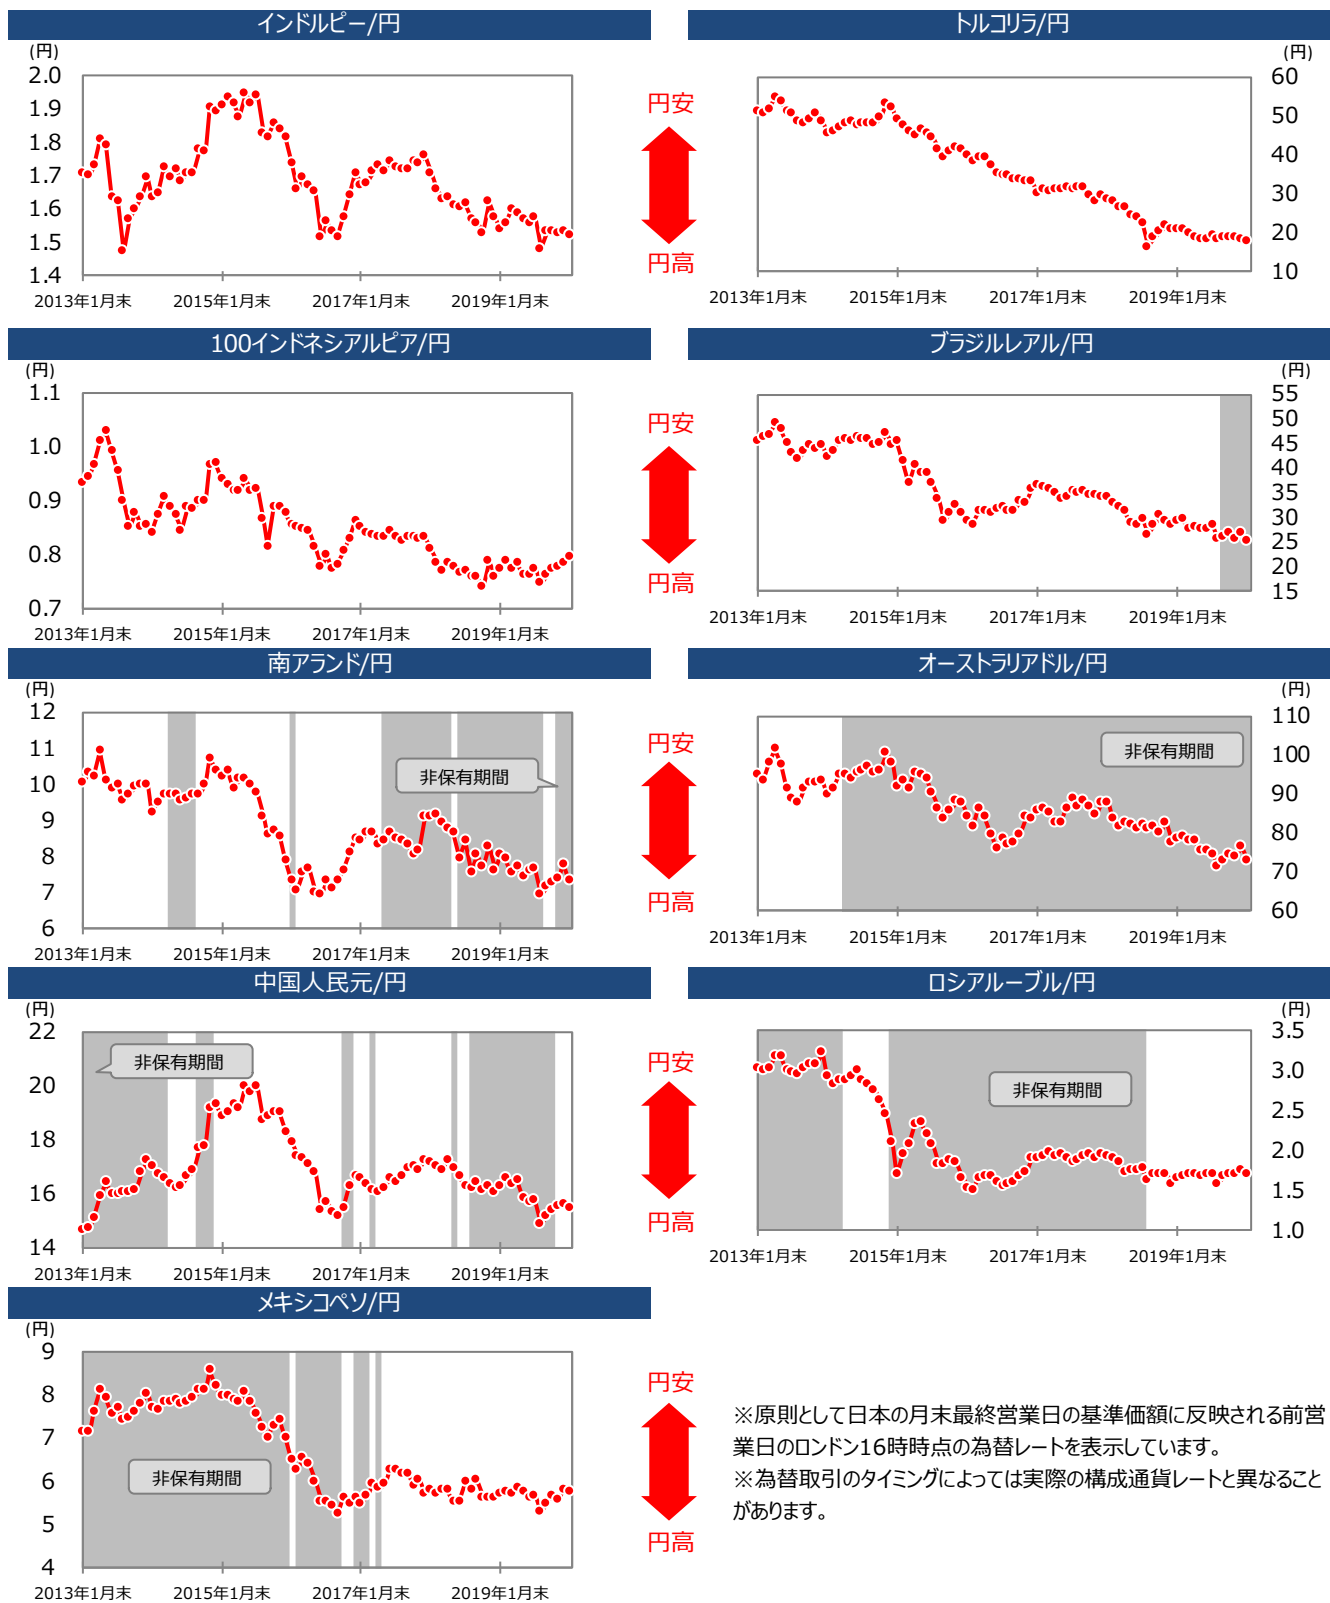 インドルピー/円
(円)
2.0
1.9
1.8
1.7
1.6
1.5
1.4
2013年1月末 2015年1月末 2017年1月末 2019年1月末
円安
円高
トルコリラ/円
(円)
60
50
40
30
20
10
2013年1月末 2015年1月末 2017年1月末 2019年1月末
100インドネシアルピア/円
(円)
1.1
1.0
0.9
0.8
0.7
2013年1月末 2015年1月末 2017年1月末 2019年1月末
円安
円高
ブラジルレアル/円
(円)
55
50
45
40
35
30
25
20
15
2013年1月末 2015年1月末 2017年1月末 2019年1月末
南アランド/円
(円)
12
11
10
9
8
7
6
非保有期間
2013年1月末 2015年1月末 2017年1月末 2019年1月末
円安
円高
オーストラリアドル/円
(円)
110
100
90
80
70
60
非保有期間
2013年1月末 2015年1月末 2017年1月末 2019年1月末
中国人民元/円
(円)
22
20
18
16
14
非保有期間
2013年1月末 2015年1月末 2017年1月末 2019年1月末
円安
円高
ロシアルーブル/円
(円)
3.5
3.0
2.5
2.0
1.5
1.0
非保有期間
2013年1月末 2015年1月末 2017年1月末 2019年1月末
メキシコペソ/円
(円)
9
8
7
6
5
4
非保有期間
2013年1月末 2015年1月末 2017年1月末 2019年1月末
円安
円高
※原則として日本の月末最終営業日の基準価額に反映される前営
業日のロンドン16時時点の為替レートを表示しています。
※為替取引のタイミングによっては実際の構成通貨レートと異なること
があります。